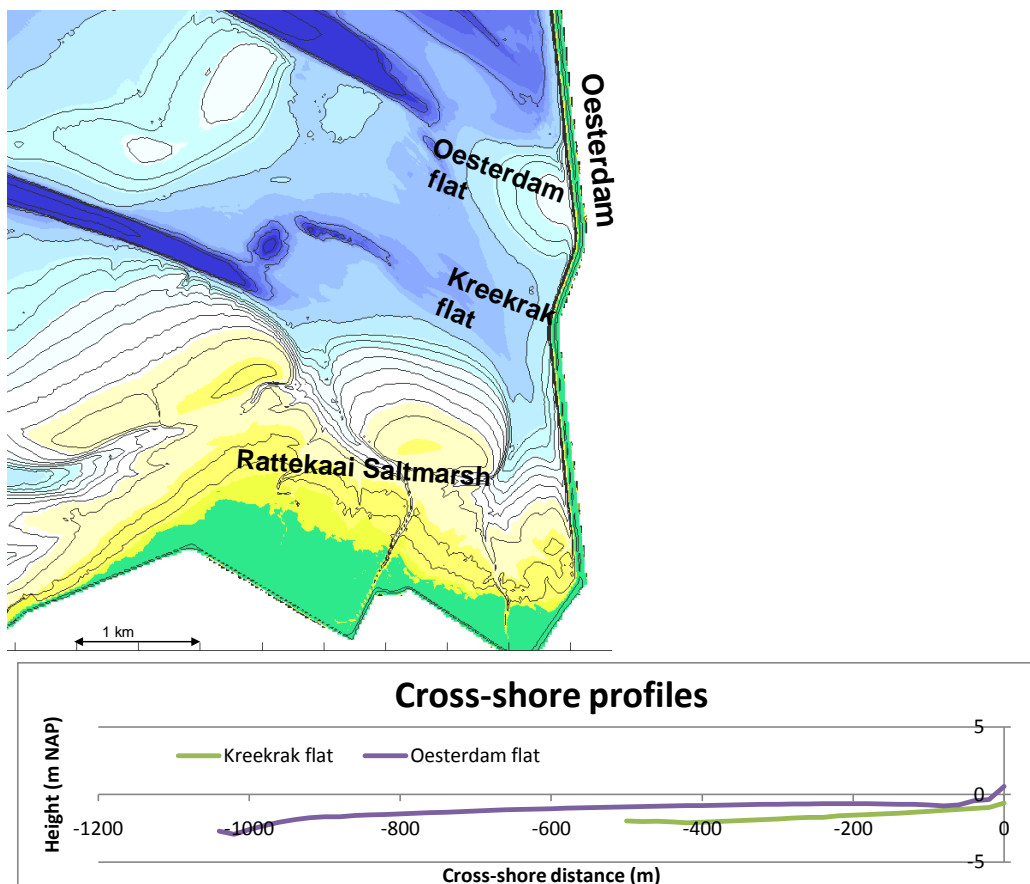 Oesterdam
Oesterdam
flat
Kreekrak
flat
Rattekaai Saltmarsh
1 km
Cross-shore profiles
Height (m NAP)
Kreekrak flat
Oesterdam flat
5
0
-5
-1200
-1000
-800
-600
-400
-200
0
Cross-shore distance (m)